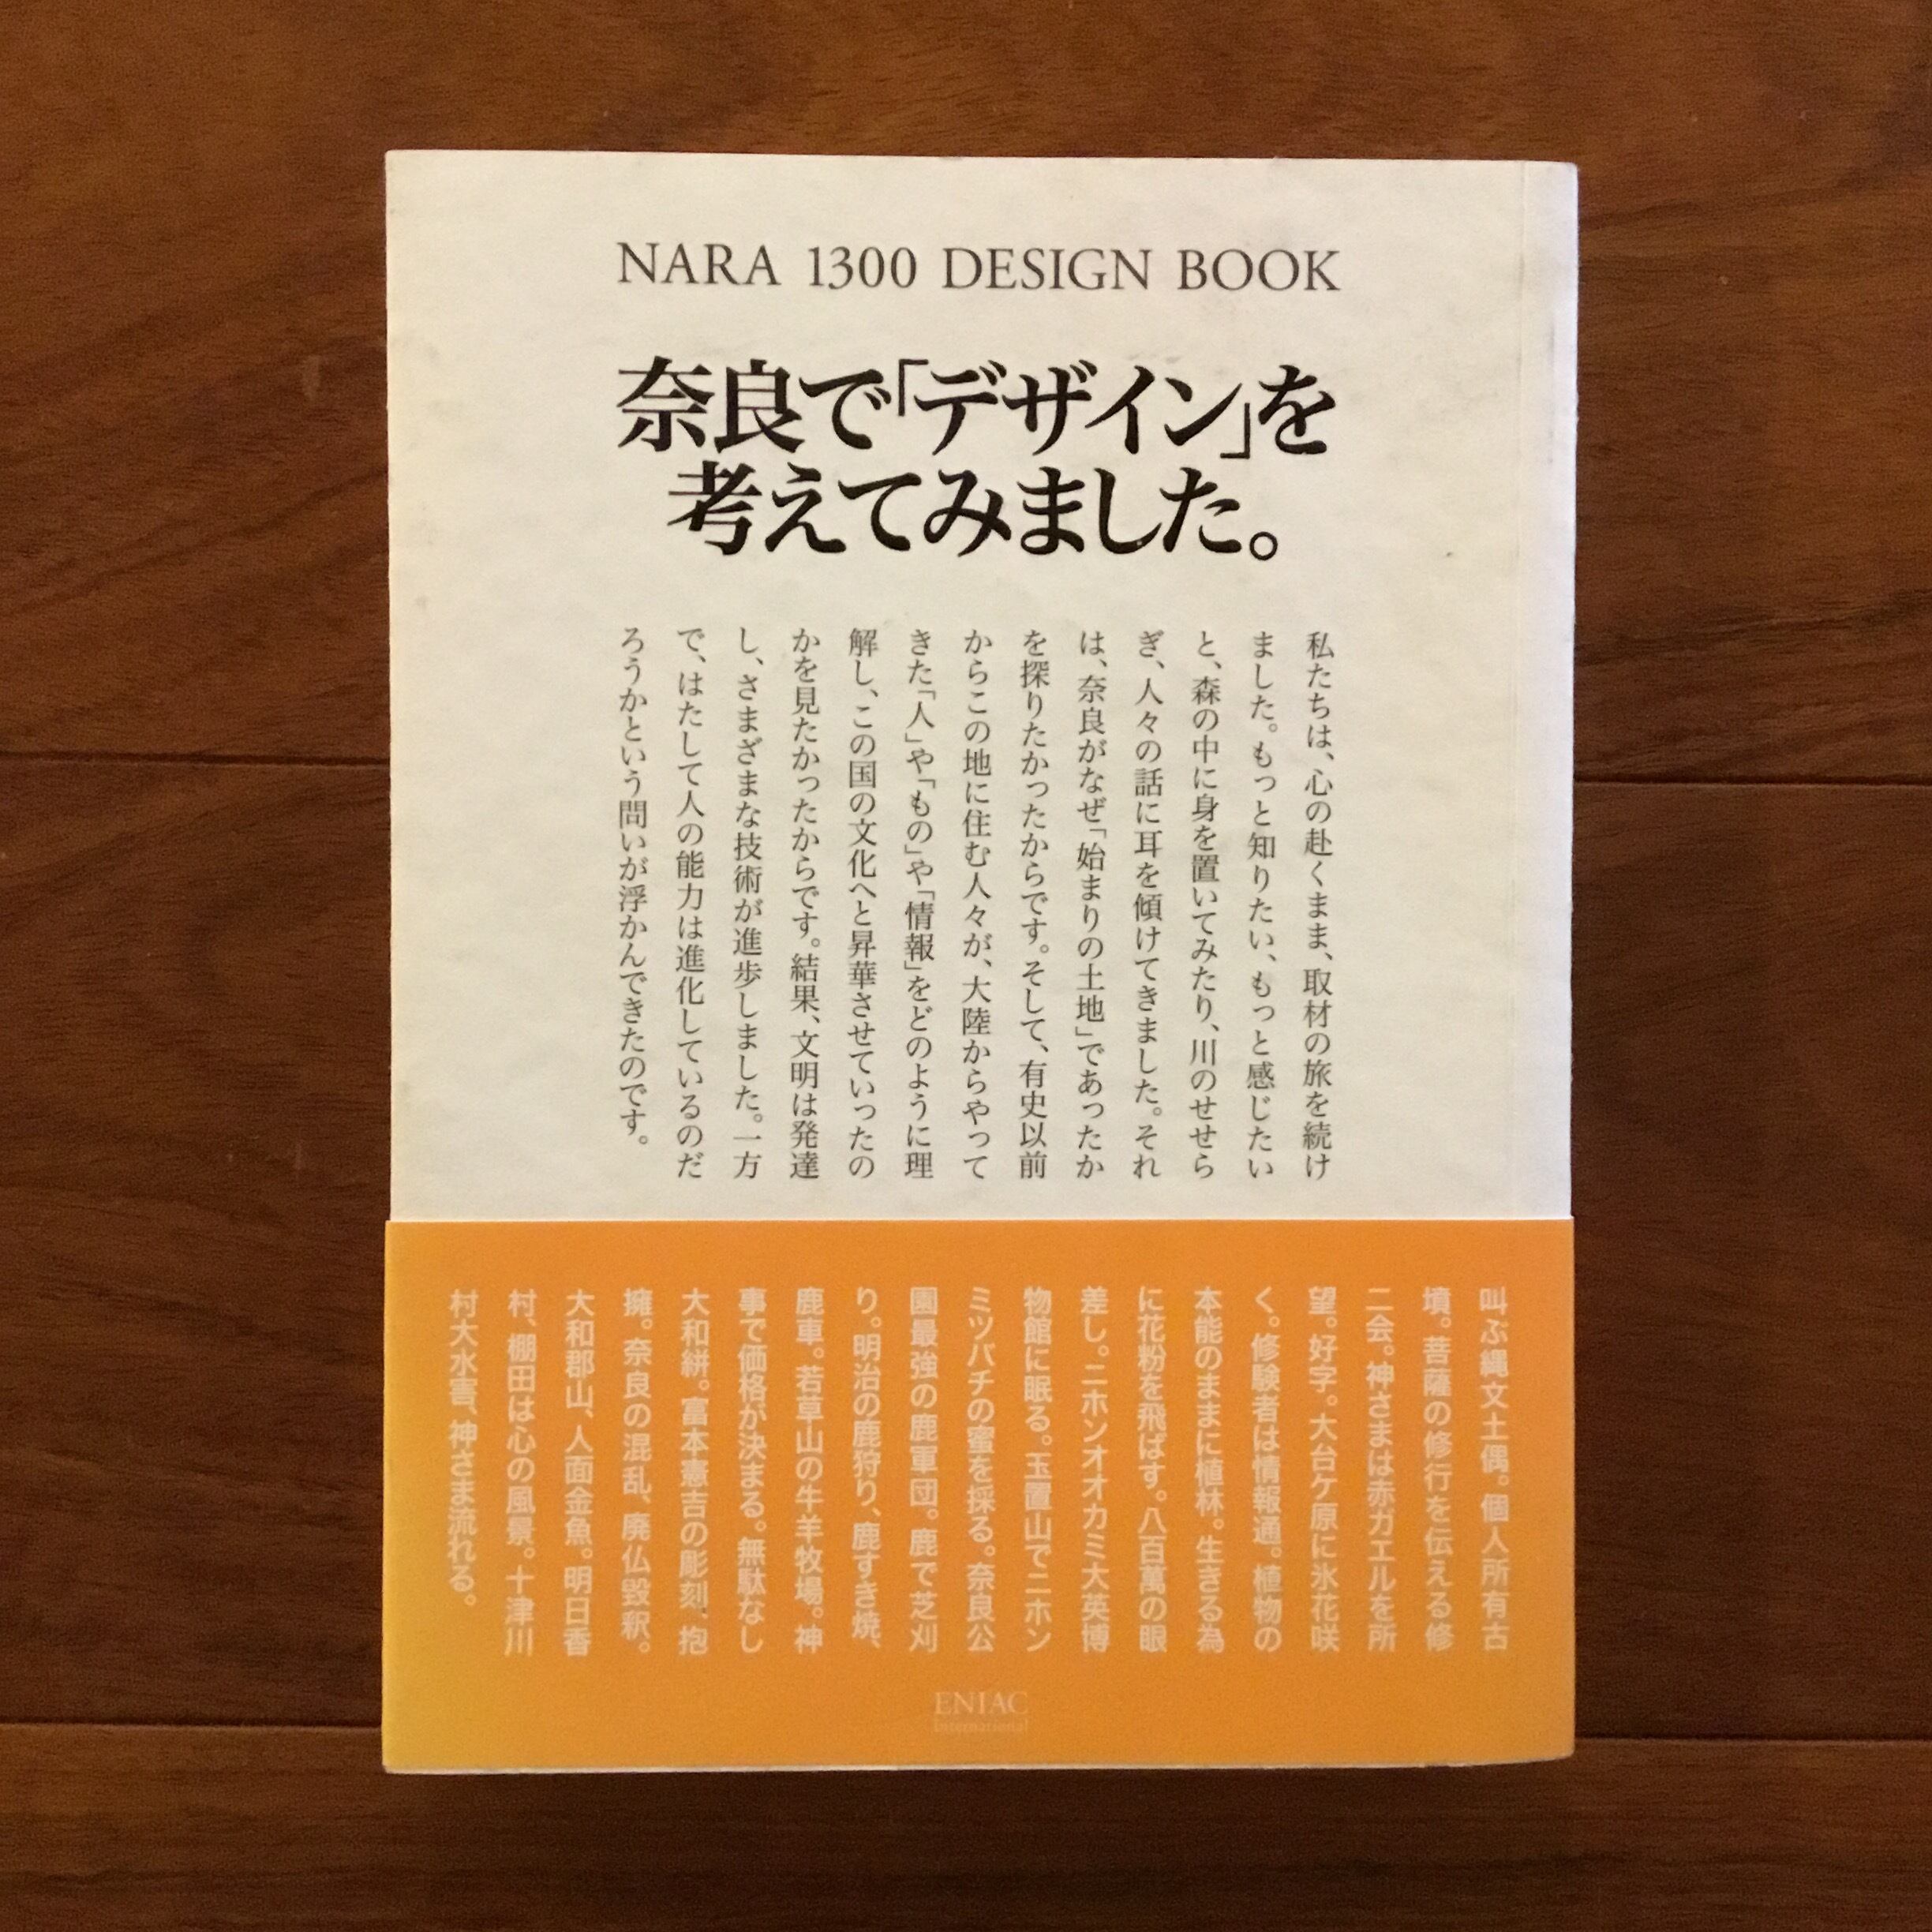 NARA 1300 DESIGN BOOK
奈良で「デザイン」を
考えてみました。
私たちは、心の赴くまま、取材の旅を続け
ました。もっと知りたい、もっと感じたい
と、森の中に身を置いてみたり、川のせせら
ぎ、人々の話に耳を傾けてきました。それ
は、奈良がなぜ「始まりの土地」であったか
を探りたかったからです。そして、有史以前
からこの地に住む人々が、大陸からやって
きた「人」や「もの」や「情報」をどのように理
解し、この国の文化へと昇華させていったの
かを見たかったからです。結果、文明は発達
し、さまざまな技術が進歩しました。一方
で、はたして人の能力は進化しているのだ
ろうかという問いが浮かんできたのです。
叫ぶ縄文土偶。個人所有古
墳。菩薩の修行を伝える修
二会。神さまは赤ガエルを所
望。好字。大台ケ原に氷花咲
く。修験者は情報通。植物の
本能のままに植林。生きる為
に花粉を飛ばす。八百萬の眼
差し。ニホンオオカミ大英博
物館に眠る。玉置山でニホン
ミツバチの蜜を採る。奈良公
園最強の鹿軍団。鹿で芝刈
り。明治の鹿狩り、鹿すき焼、
鹿車。若草山の牛羊牧場。神
事で価格が決まる。無駄なし
大和絣。富本憲吉の彫刻、抱
擁。奈良の混乱、廃仏毀釈。
大和郡山、人面金魚。明日香
村、棚田は心の風景。十津川
村大水害、神さま流れる。
ENIAC
International